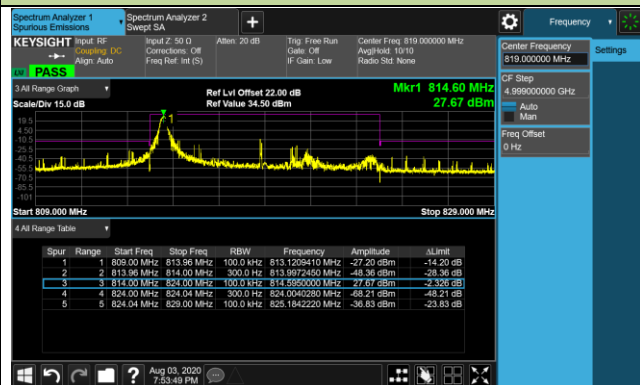 Spectrum Analyzer 1
Spurious Emissions
Spectrum Analyzer 2
Swept SA
Frequency
KEYSIGHT
Input: RF
Coupling: DC
Align: Auto
Input Z: 50 Ω
Corrections: Off
Freq Ref: Int (S)
Atten: 20 dB
Trig: Free Run
Gate: Off
IF Gain: Low
Center Freq: 819.000000 MHz
Avg|Hold: 10/10
Radio Std: None
PASS
Center Frequency
819.000000 MHz
Settings
CF Step
4.999000000 GHz
Auto
Man
Freq Offset
0 Hz
3 All Range Graph
Scale/Div 15.0 dB
Ref Lvl Offset 22.00 dB
Ref Value 34.50 dBm
Mkr1 814.60 MHz
27.67 dBm
1
19.5
4.50
-10.5
-25.5
-40.5
-55.5
-70.5
-85.5
-101
Start 809.000 MHz
Stop 829.000 MHz
4 All Range Table
Spur Range Start Freq Stop Freq RBW Frequency Amplitude ΔLimit
1 1 809.00 MHz 813.96 MHz 100.0 kHz 813.1209410 MHz -27.20 dBm -14.20 dB
2 2 813.96 MHz 814.00 MHz 300.0 Hz 813.9972450 MHz -48.36 dBm -28.36 dB
3 3 814.00 MHz 824.00 MHz 100.0 kHz 814.5950000 MHz 27.67 dBm -2.326 dB
4 4 824.00 MHz 824.04 MHz 300.0 Hz 824.0040280 MHz -68.21 dBm -48.21 dB
5 5 824.04 MHz 829.00 MHz 100.0 kHz 825.1842220 MHz -36.83 dBm -23.83 dB
Aug 03, 2020
7:53:49 PM